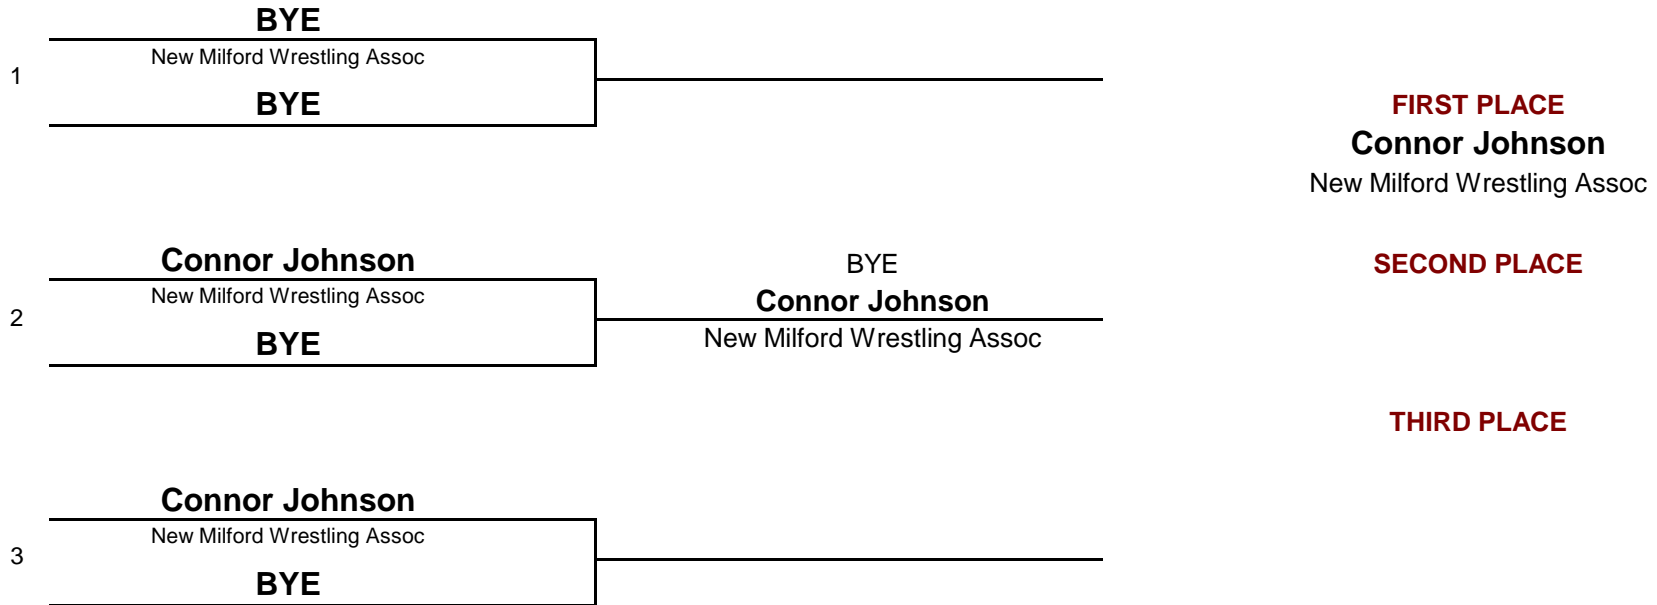 BYE
New Milford Wrestling Assoc
1
BYE
FIRST PLACE
Connor Johnson
New Milford Wrestling Assoc
Connor Johnson
BYE
SECOND PLACE
New Milford Wrestling Assoc
Connor Johnson
2
BYE
New Milford Wrestling Assoc
THIRD PLACE
Connor Johnson
New Milford Wrestling Assoc
3
BYE